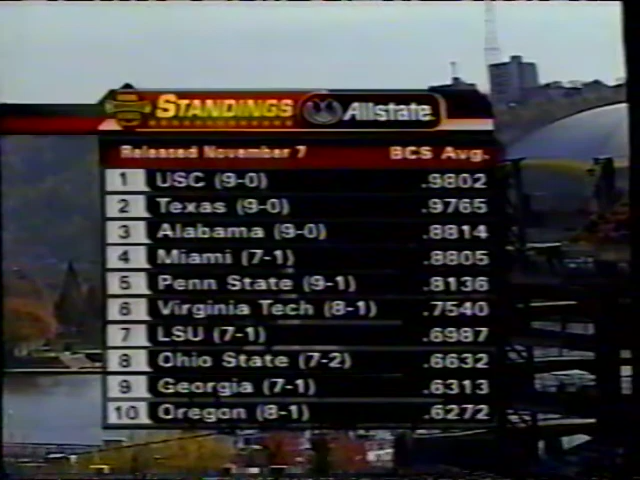 STANDINGS Allstate
Released November 7 BCS Avg.
1 USC (9-0) .9802
2 Texas (9-0) .9765
3 Alabama (9-0) .8814
4 Miami (7-1) .8805
5 Penn State (9-1) .8136
6 Virginia Tech (8-1) .7540
7 LSU (7-1) .6987
8 Ohio State (7-2) .6632
9 Georgia (7-1) .6313
10 Oregon (8-1) .6272